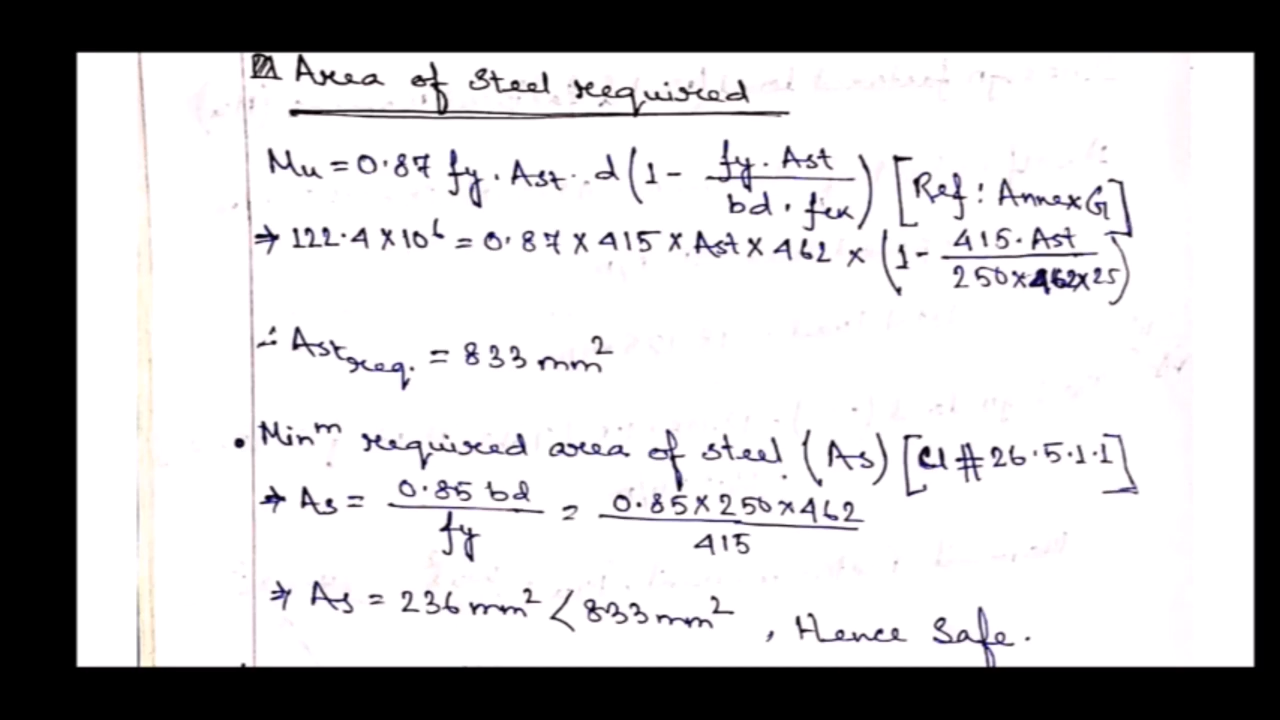 Area of Steel required
Mu = 0.87 fy . Ast . d (1 - fy . Ast / bd . fck) [Ref : Annex G]
⇒ 122.4 × 10⁶ = 0.87 × 415 × Ast × 462 × (1 - 415 . Ast / 250×462×25)
∴ Ast req. = 833 mm²
• Minᵐ required area of steel (As) [Cl # 26.5.1.1]
⇒ As = 0.85 bd / fy = 0.85 × 250 × 462 / 415
⇒ As = 236 mm² < 833 mm² , Hence Safe.